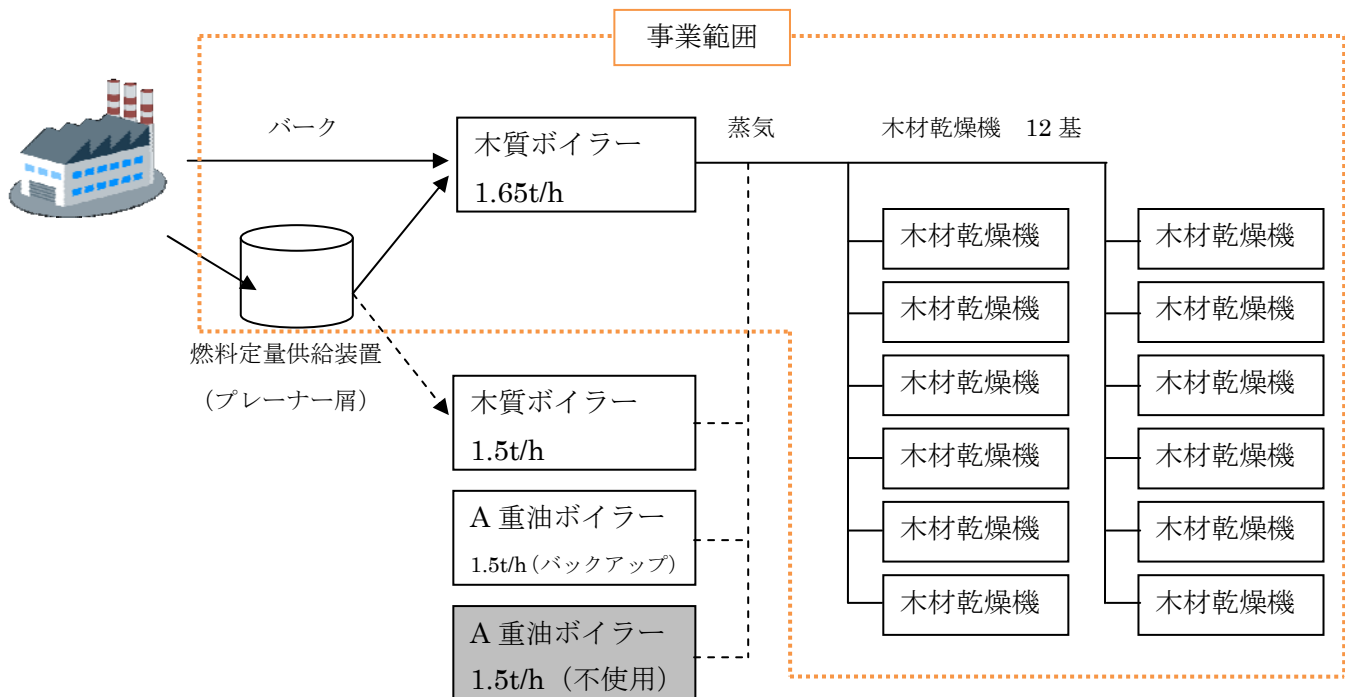 事業範囲
バーク
蒸気
木材乾燥機 12 基
木質ボイラー
1.65t/h
燃料定量供給装置
(プレーナー屑)
木質ボイラー
1.5t/h
A 重油ボイラー
1.5t/h(バックアップ)
A 重油ボイラー
1.5t/h(不使用)
木材乾燥機
木材乾燥機
木材乾燥機
木材乾燥機
木材乾燥機
木材乾燥機
木材乾燥機
木材乾燥機
木材乾燥機
木材乾燥機
木材乾燥機
木材乾燥機